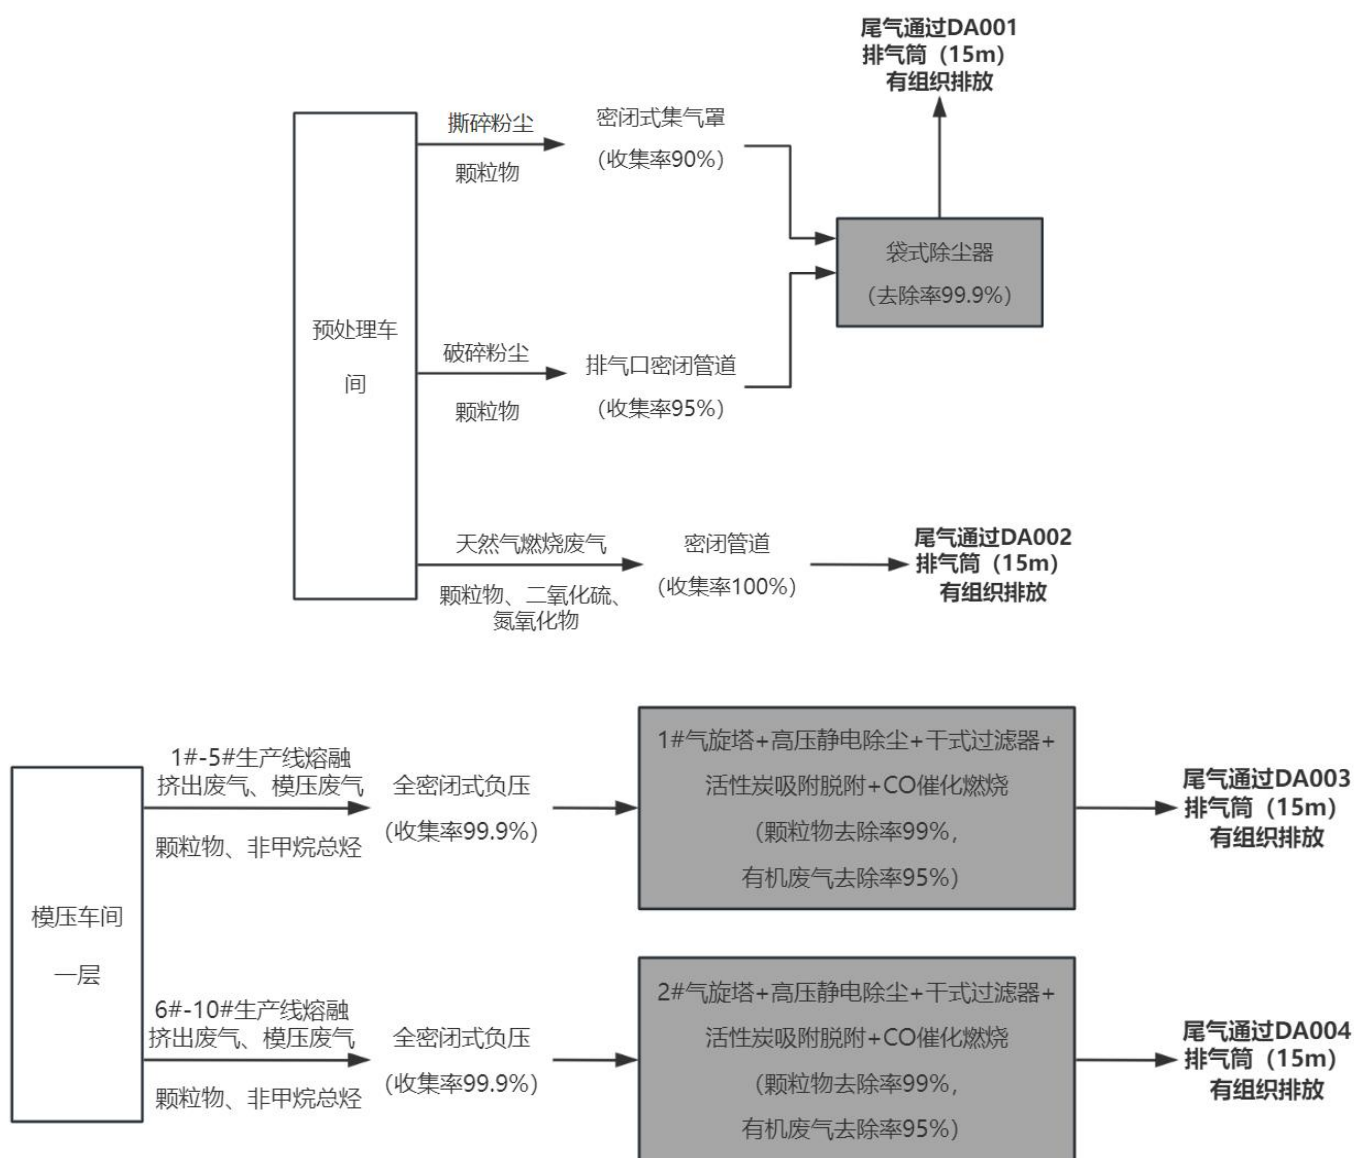 尾气通过DA001
排气筒（15m）
有组织排放
撕碎粉尘
颗粒物
密闭式集气罩
（收集率90%）
袋式除尘器
（去除率99.9%）
预处理车
间
破碎粉尘
颗粒物
排气口密闭管道
（收集率95%）
天然气燃烧废气
颗粒物、二氧化硫、
氮氧化物
密闭管道
（收集率100%）
尾气通过DA002
排气筒（15m）
有组织排放
模压车间
一层
1#-5#生产线熔融
挤出废气、模压废气
颗粒物、非甲烷总烃
全密闭式负压
（收集率99.9%）
1#气旋塔+高压静电除尘+干式过滤器+
活性炭吸附脱附+CO催化燃烧
（颗粒物去除率99%，
有机废气去除率95%）
尾气通过DA003
排气筒（15m）
有组织排放
6#-10#生产线熔融
挤出废气、模压废气
颗粒物、非甲烷总烃
全密闭式负压
（收集率99.9%）
2#气旋塔+高压静电除尘+干式过滤器+
活性炭吸附脱附+CO催化燃烧
（颗粒物去除率99%，
有机废气去除率95%）
尾气通过DA004
排气筒（15m）
有组织排放